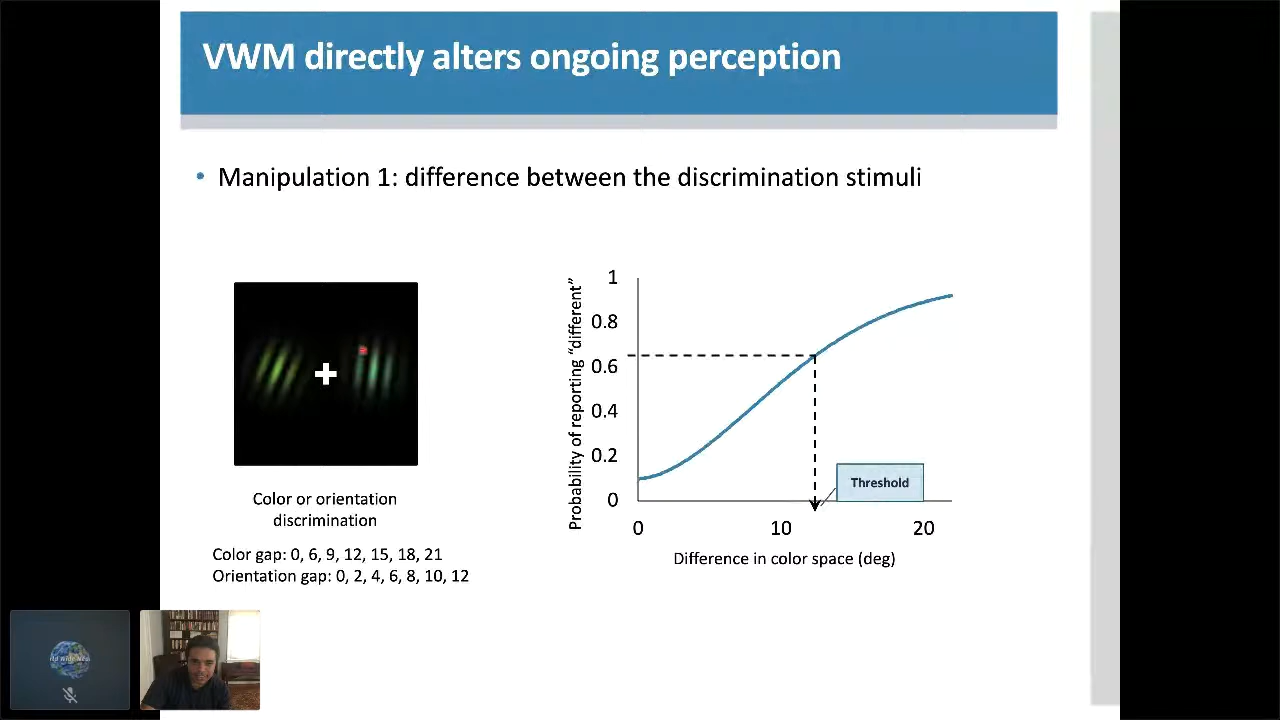 VWM directly alters ongoing perception
• Manipulation 1: difference between the discrimination stimuli
Color or orientation
discrimination
Color gap: 0, 6, 9, 12, 15, 18, 21
Orientation gap: 0, 2, 4, 6, 8, 10, 12
Probability of reporting “different”
1
0.8
0.6
0.4
0.2
0
0 10 20
Threshold
Difference in color space (deg)